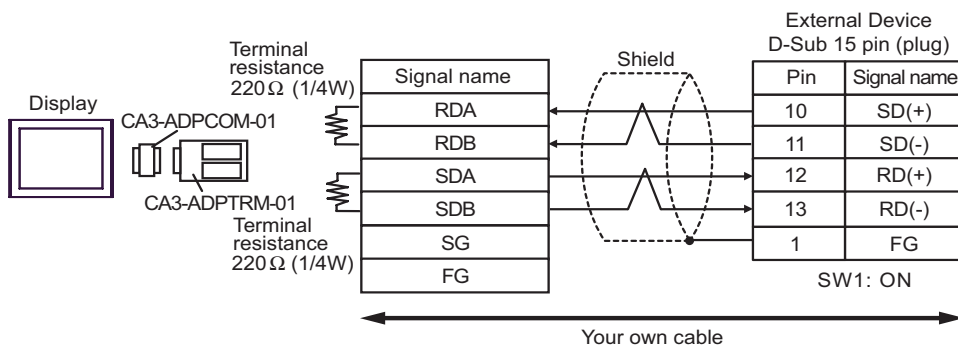 External Device
D-Sub 15 pin (plug)
Terminal
resistance
220Ω (1/4W)
Shield
Signal name
Pin
Signal name
Display
CA3-ADPCOM-01
RDA
10
SD(+)
RDB
11
SD(-)
SDA
12
RD(+)
CA3-ADPTRM-01
SDB
13
RD(-)
Terminal
resistance
220Ω (1/4W)
SG
1
FG
FG
SW1: ON
Your own cable